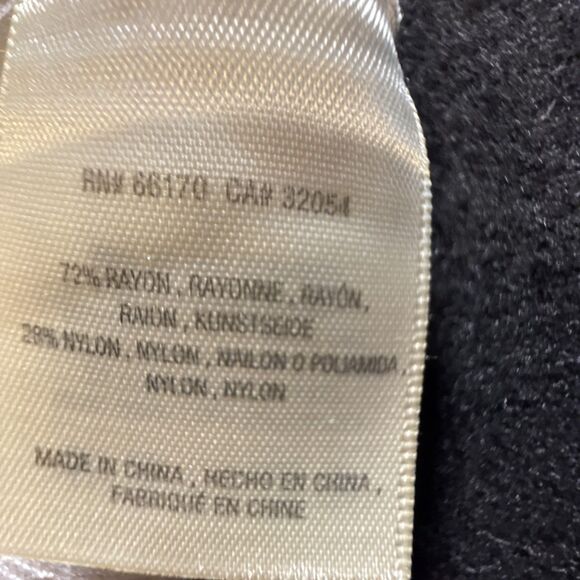 RN# 66170 CA# 32054
72% RAYON , RAYONNE , RAYÓN,
RAION , KUNSTSEIDE
28% NYLON , NYLON , NAILON O POLIAMIDA ,
NYLON , NYLON
MADE IN CHINA , HECHO EN CHINA ,
FABRIQUÉ EN CHINE